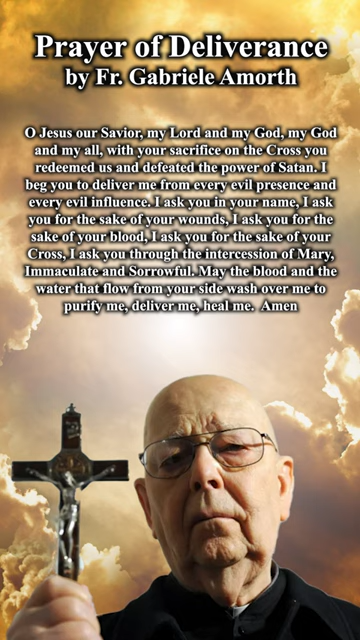 Prayer of Deliverance
by Fr. Gabriele Amorth
O Jesus our Savior, my Lord and my God, my God
and my all, with your sacrifice on the Cross you
redeemed us and defeated the power of Satan. I
beg you to deliver me from every evil presence and
every evil influence. I ask you in your name, I ask
you for the sake of your wounds, I ask you for the
sake of your blood, I ask you for the sake of your
Cross, I ask you through the intercession of Mary,
Immaculate and Sorrowful. May the blood and the
water that flow from your side wash over me to
purify me, deliver me, heal me.  Amen